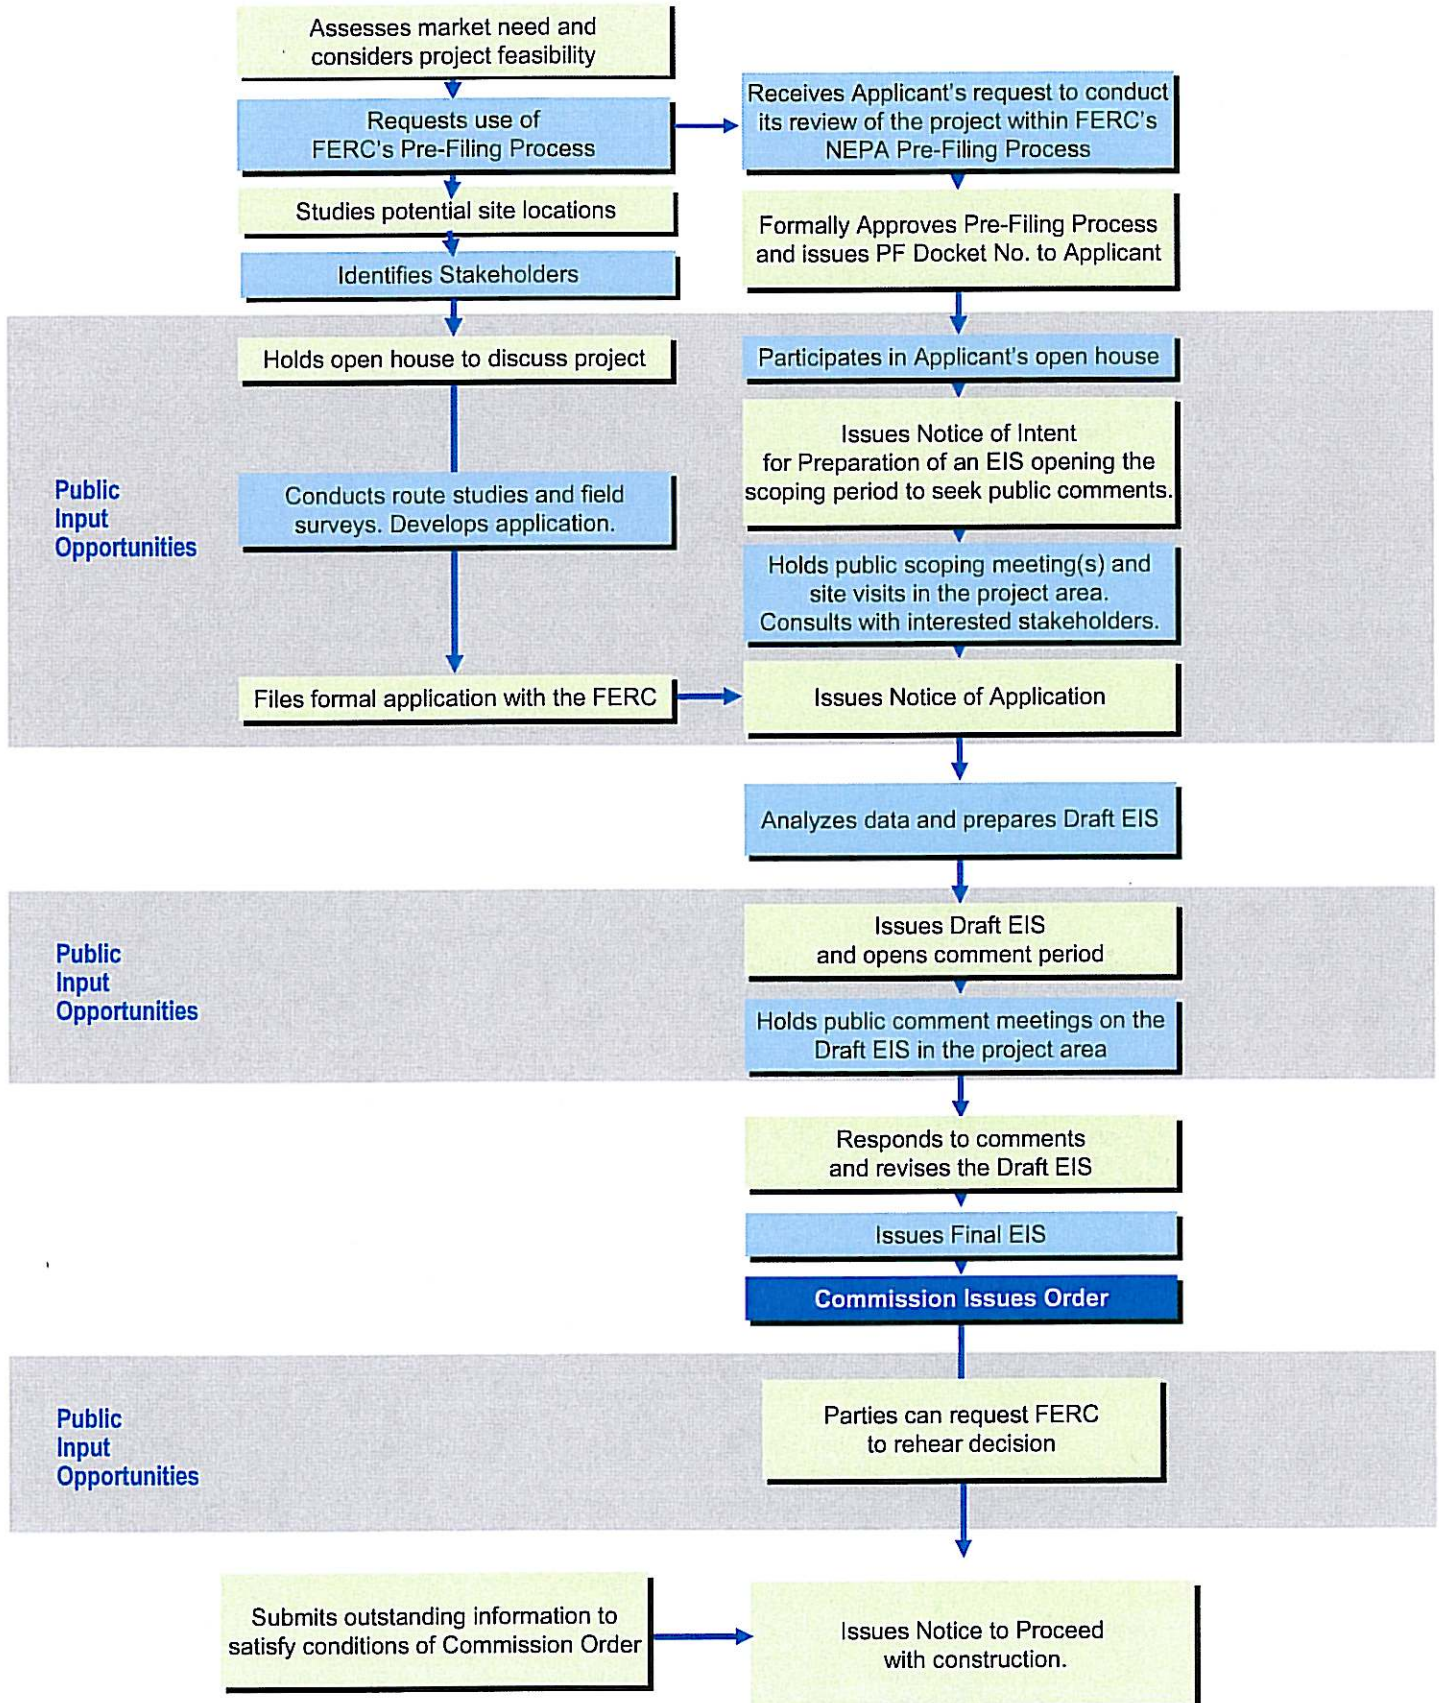 Assesses market need and
considers project feasibility
Requests use of
FERC's Pre-Filing Process
Receives Applicant's request to conduct
its review of the project within FERC's
NEPA Pre-Filing Process
Studies potential site locations
Formally Approves Pre-Filing Process
and issues PF Docket No. to Applicant
Identifies Stakeholders
Holds open house to discuss project
Participates in Applicant's open house
Issues Notice of Intent
for Preparation of an EIS opening the
scoping period to seek public comments.
Public
Input
Opportunities
Conducts route studies and field
surveys. Develops application.
Holds public scoping meeting(s) and
site visits in the project area.
Consults with interested stakeholders.
Files formal application with the FERC
Issues Notice of Application
Analyzes data and prepares Draft EIS
Public
Input
Opportunities
Issues Draft EIS
and opens comment period
Holds public comment meetings on the
Draft EIS in the project area
Responds to comments
and revises the Draft EIS
Issues Final EIS
Commission Issues Order
Public
Input
Opportunities
Parties can request FERC
to rehear decision
Submits outstanding information to
satisfy conditions of Commission Order
Issues Notice to Proceed
with construction.